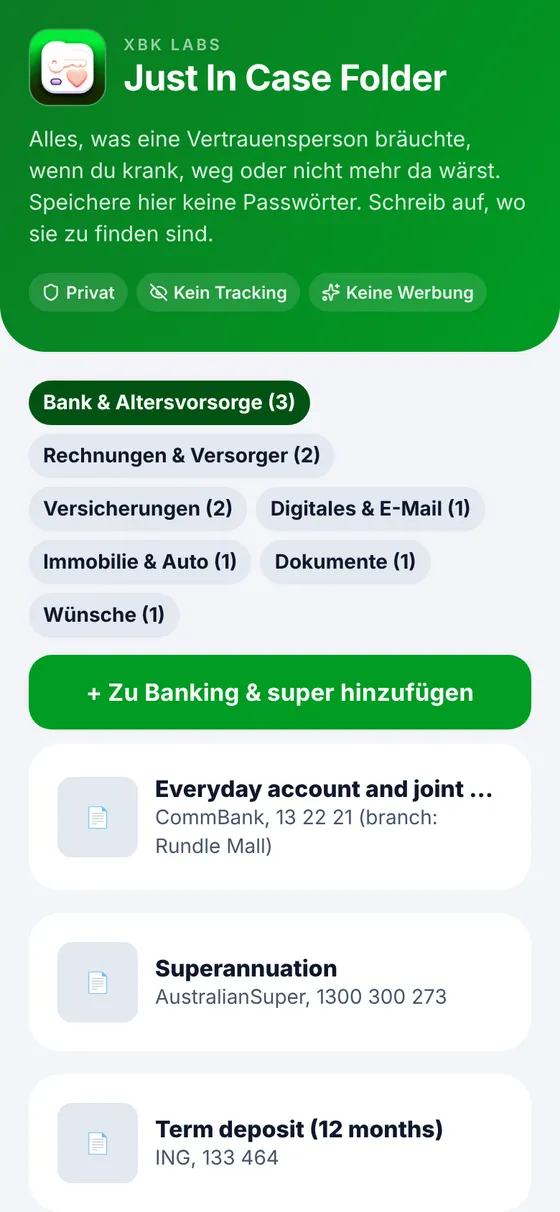 XBK LABS
Just In Case Folder
Alles, was eine Vertrauensperson bräuchte,
wenn du krank, weg oder nicht mehr da wärst.
Speichere hier keine Passwörter. Schreib auf, wo
sie zu finden sind.
Privat
Kein Tracking
Keine Werbung
Bank & Altersvorsorge (3)
Rechnungen & Versorger (2)
Versicherungen (2)
Digitales & E-Mail (1)
Immobilie & Auto (1)
Dokumente (1)
Wünsche (1)
+ Zu Banking & super hinzufügen
Everyday account and joint ...
CommBank, 13 22 21 (branch:
Rundle Mall)
Superannuation
AustralianSuper, 1300 300 273
Term deposit (12 months)
ING, 133 464